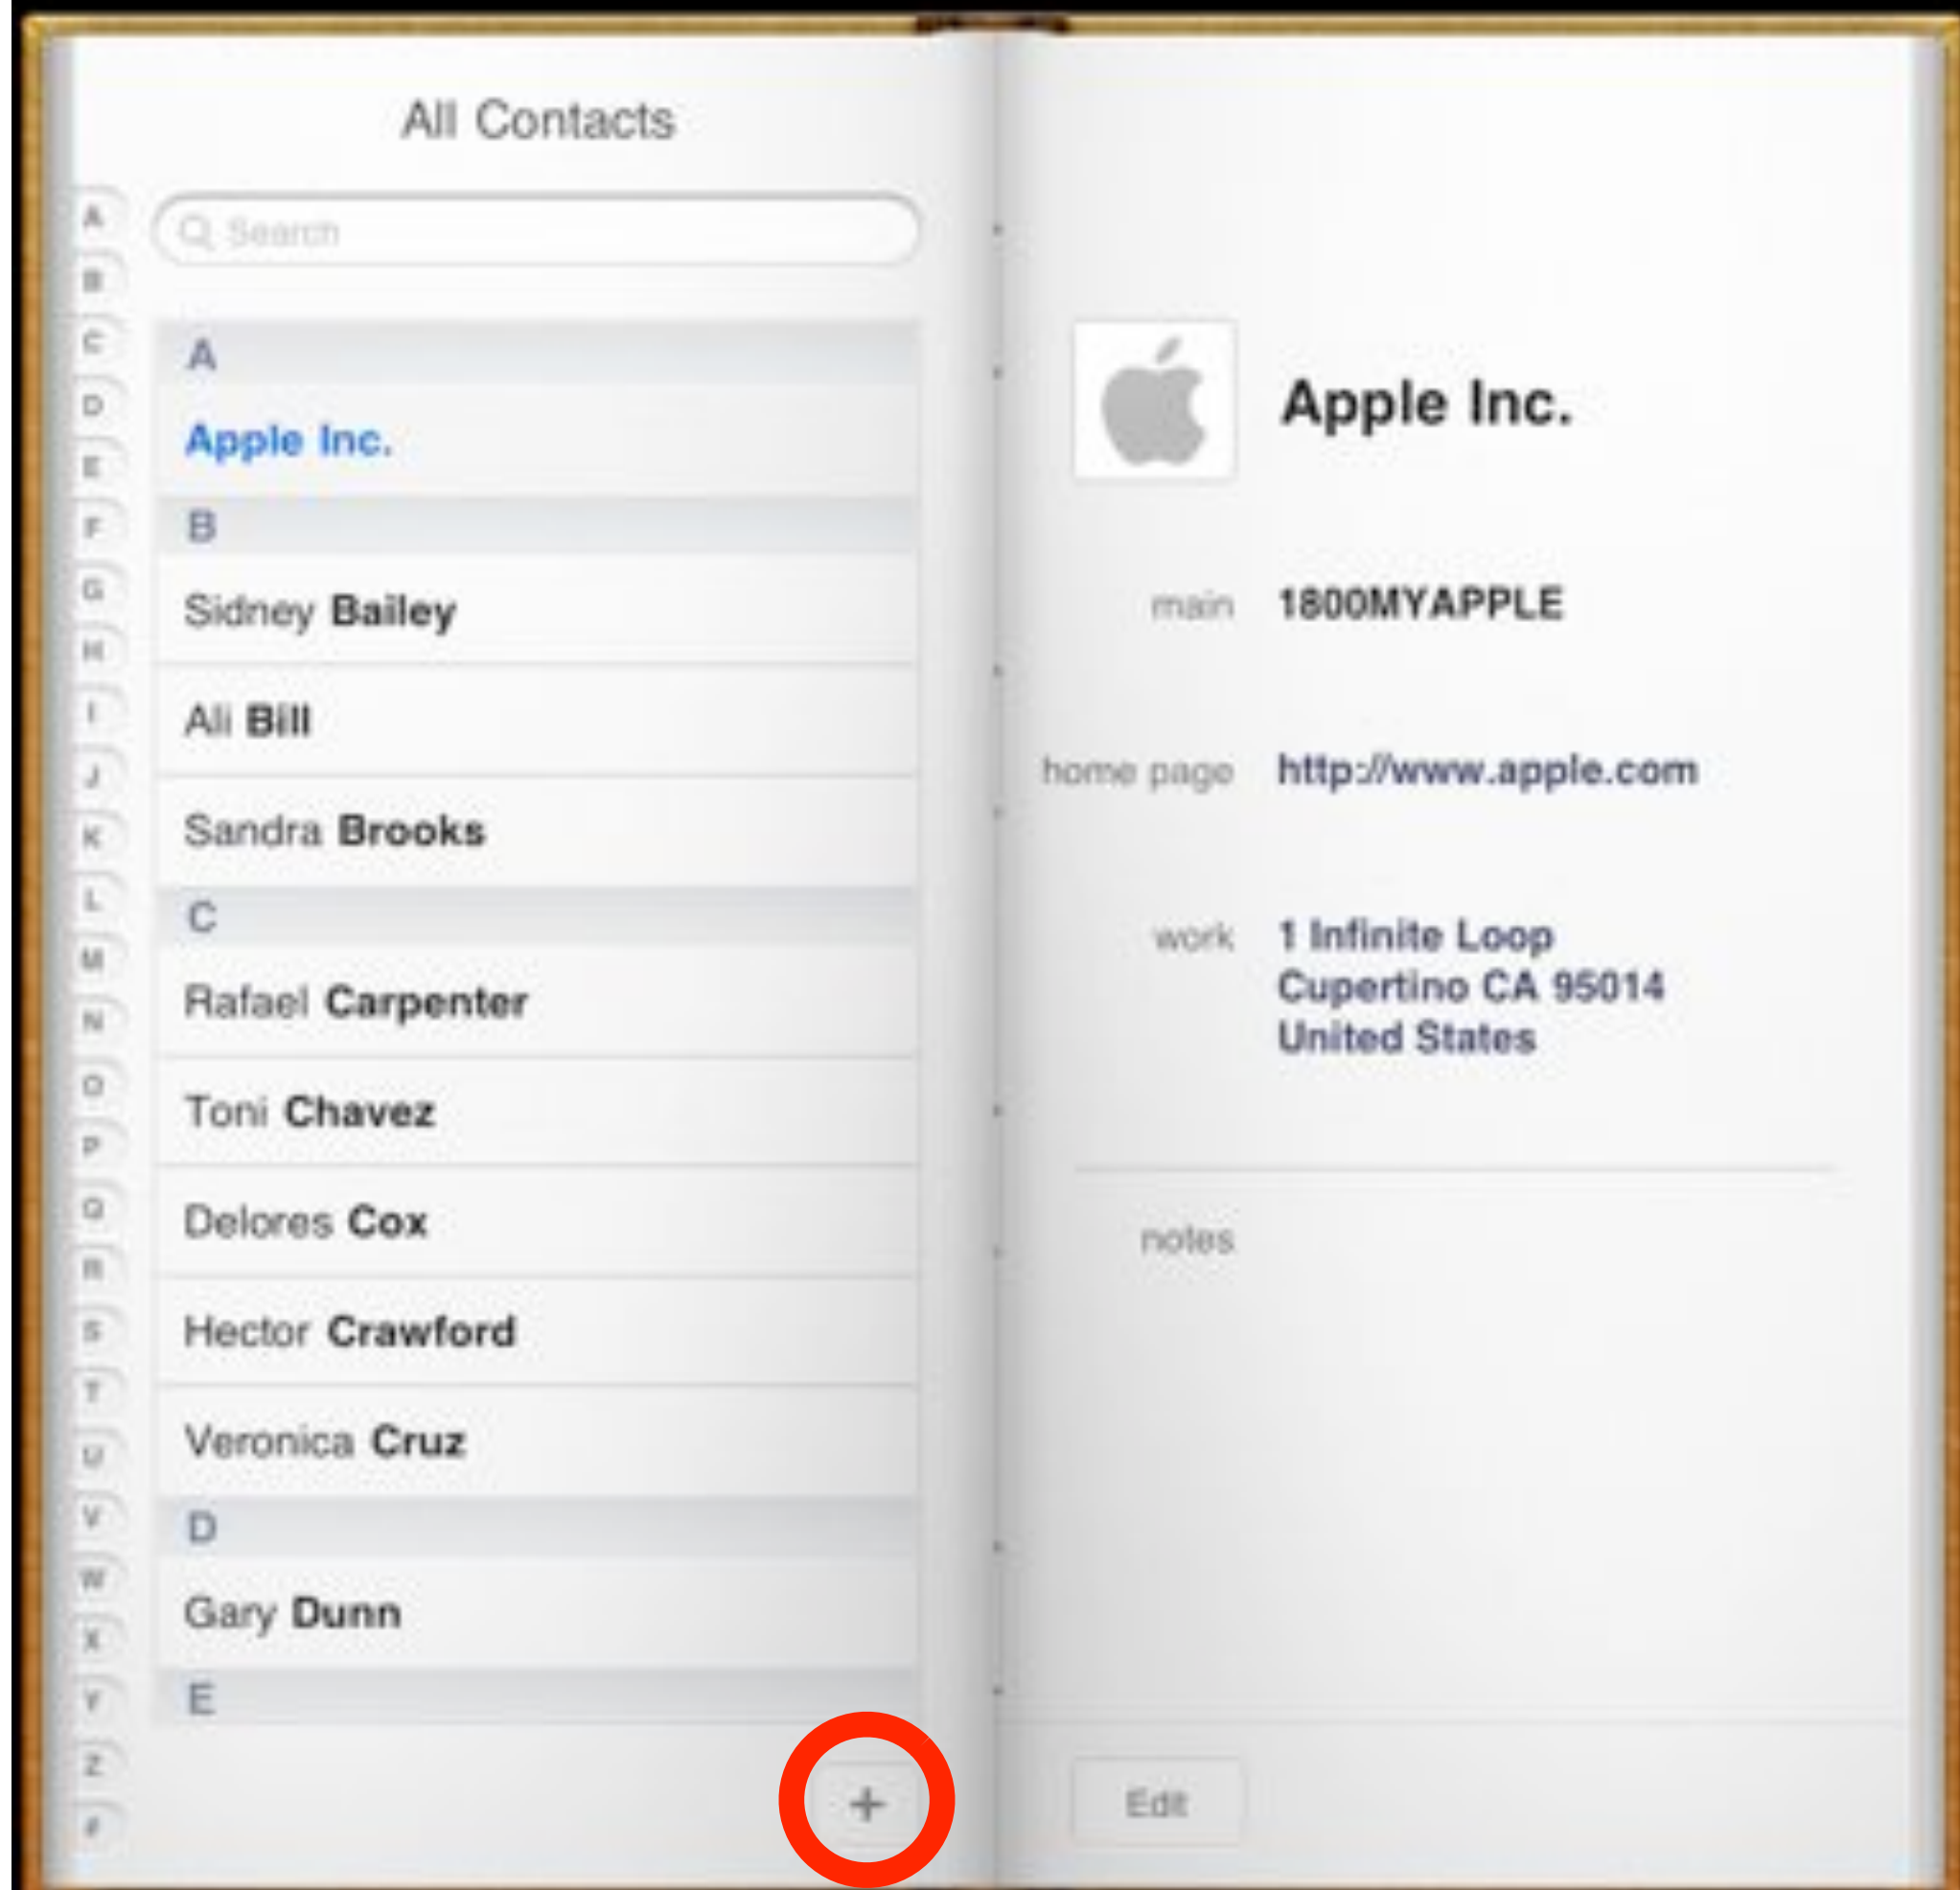 All Contacts
Search
A
B
C
D
E
F
G
H
I
J
K
L
M
N
O
P
Q
R
S
T
U
V
W
X
Y
Z
#
A
Apple Inc.
B
Sidney Bailey
Ali Bill
Sandra Brooks
C
Rafael Carpenter
Toni Chavez
Delores Cox
Hector Crawford
Veronica Cruz
D
Gary Dunn
E
+
Apple Inc.
main 1800MYAPPLE
home page http://www.apple.com
work 1 Infinite Loop
Cupertino CA 95014
United States
notes
Edit